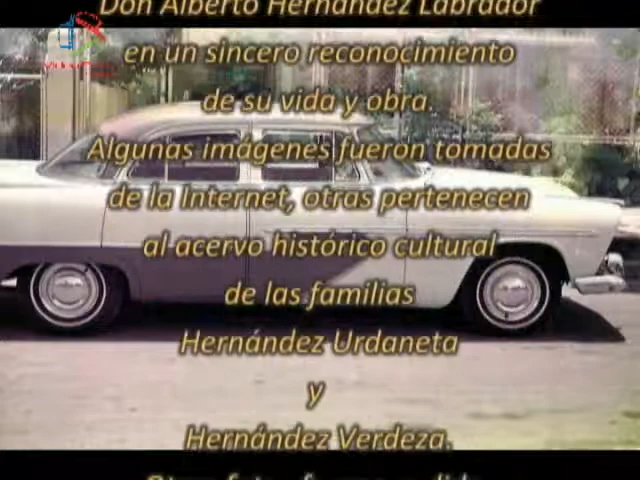 Don Alberto Hernández Labrador
en un sincero reconocimiento
de su vida y obra.
Algunas imágenes fueron tomadas
de la Internet, otras pertenecen
al acervo histórico cultural
de las familias
Hernández Urdaneta
y
Hernández Verdeza.